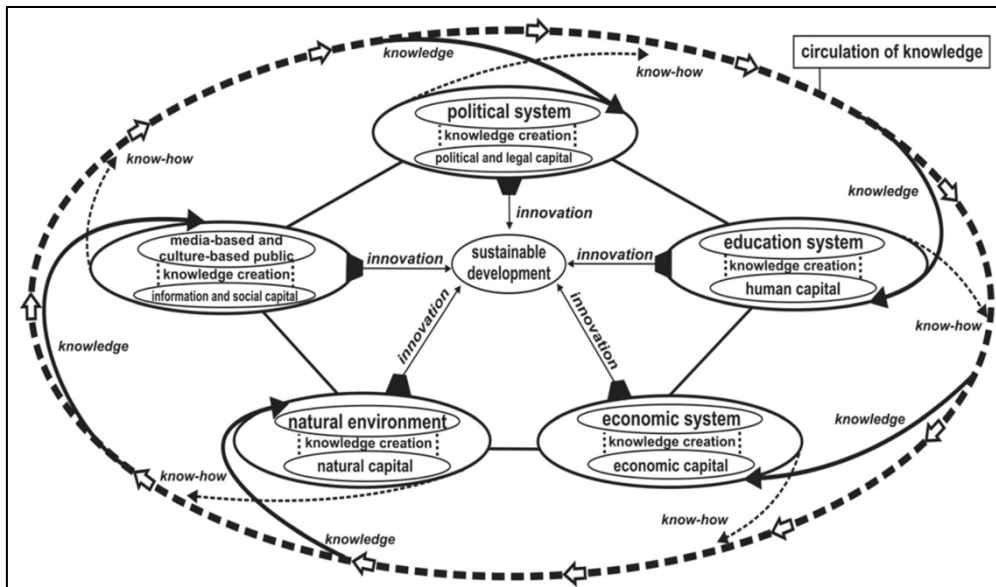 knowledge
know-how
circulation of knowledge
political system
knowledge creation
political and legal capital
know-how
innovation
knowledge
media-based and
culture-based public
knowledge creation
information and social capital
innovation
sustainable
development
innovation
education system
knowledge creation
human capital
know-how
knowledge
innovation
innovation
natural environment
knowledge creation
natural capital
economic system
knowledge creation
economic capital
knowledge
know-how
know-how
knowledge